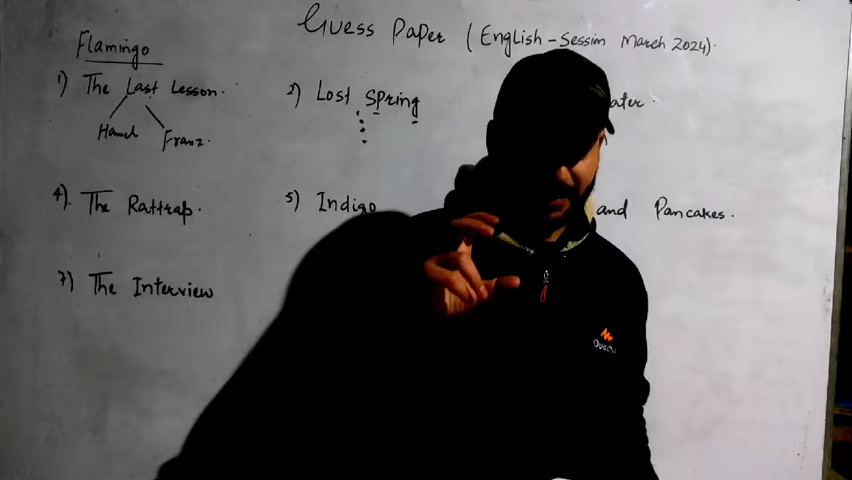 Guess Paper (English - Session March 2024).
Flamingo
1) The Last Lesson.
2) Lost Spring
ater.
Hamel
Franz.
4) The Rattrap.
5) Indigo
and Pancakes.
7) The Interview
Quechua